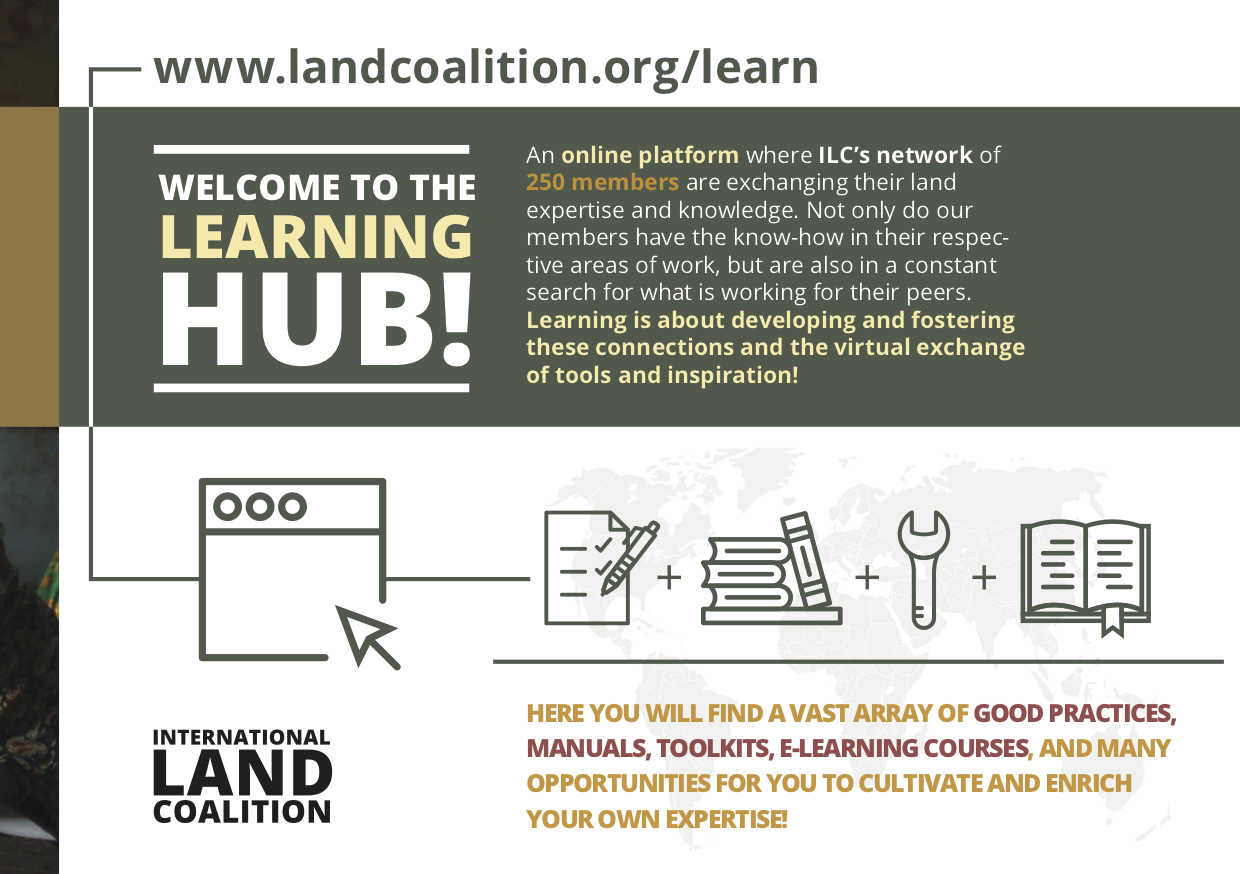 www.landcoalition.org/learn
WELCOME TO THE
LEARNING
HUB!
An online platform where ILC’s network of
250 members are exchanging their land
expertise and knowledge. Not only do our
members have the know-how in their respec-
tive areas of work, but are also in a constant
search for what is working for their peers.
Learning is about developing and fostering
these connections and the virtual exchange
of tools and inspiration!
INTERNATIONAL
LAND
COALITION
HERE YOU WILL FIND A VAST ARRAY OF GOOD PRACTICES,
MANUALS, TOOLKITS, E-LEARNING COURSES, AND MANY
OPPORTUNITIES FOR YOU TO CULTIVATE AND ENRICH
YOUR OWN EXPERTISE!